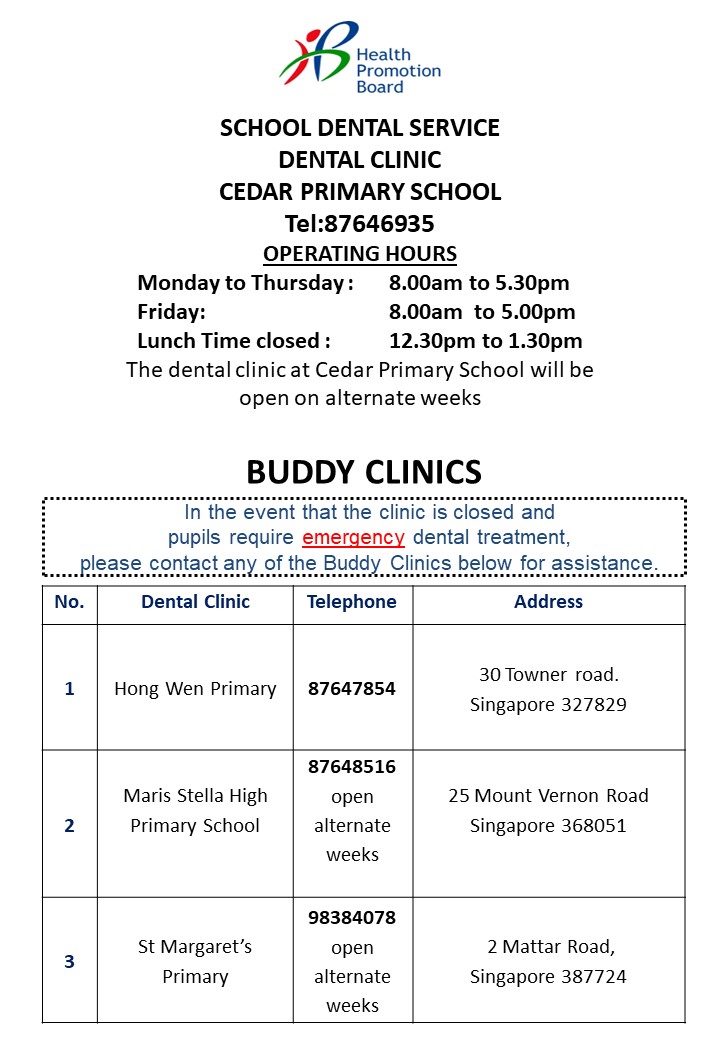 Health
Promotion
Board
SCHOOL DENTAL SERVICE
DENTAL CLINIC
CEDAR PRIMARY SCHOOL
Tel:87646935
OPERATING HOURS
Monday to Thursday : 8.00am to 5.30pm
Friday: 8.00am to 5.00pm
Lunch Time closed : 12.30pm to 1.30pm
The dental clinic at Cedar Primary School will be
open on alternate weeks
BUDDY CLINICS
In the event that the clinic is closed and
pupils require emergency dental treatment,
please contact any of the Buddy Clinics below for assistance.
No. Dental Clinic Telephone Address
1
Hong Wen Primary
87647854
30 Towner road.
Singapore 327829
2
Maris Stella High
Primary School
87648516
open
alternate
weeks
25 Mount Vernon Road
Singapore 368051
3
St Margaret’s
Primary
98384078
open
alternate
weeks
2 Mattar Road,
Singapore 387724